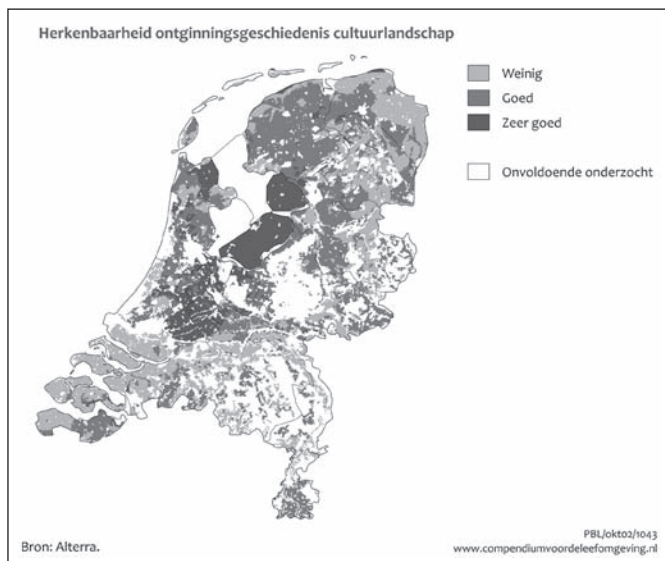 Herkenbaarheid ontginningsgeschiedenis cultuurlandschap
Weinig
Goed
Zeer goed
Onvoldoende onderzocht
PBL/okt02/1043
Bron: Alterra.
www.compendiumvoordeleefomgeving.nl